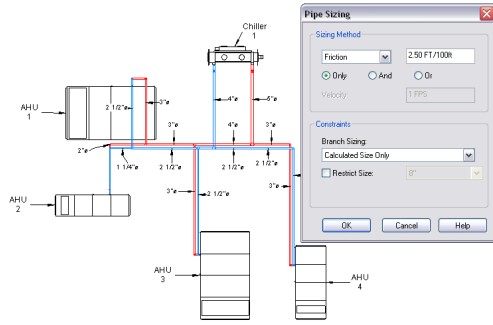 Chiller
1
AHU
1
2 1/2"ø
3"ø
4"ø
6"ø
3"ø
4"ø
3"ø
2"ø
1 1/4"ø
2 1/2"ø
2 1/2"ø
2 1/2"ø
3"ø
2 1/2"ø
3"ø
AHU
2
AHU
3
AHU
4
Pipe Sizing
Sizing Method
Friction
2.50 FT/100ft
Only
And
Or
Velocity:
1 FPS
Constraints
Branch Sizing:
Calculated Size Only
Restrict Size:
8"
OK
Cancel
Help